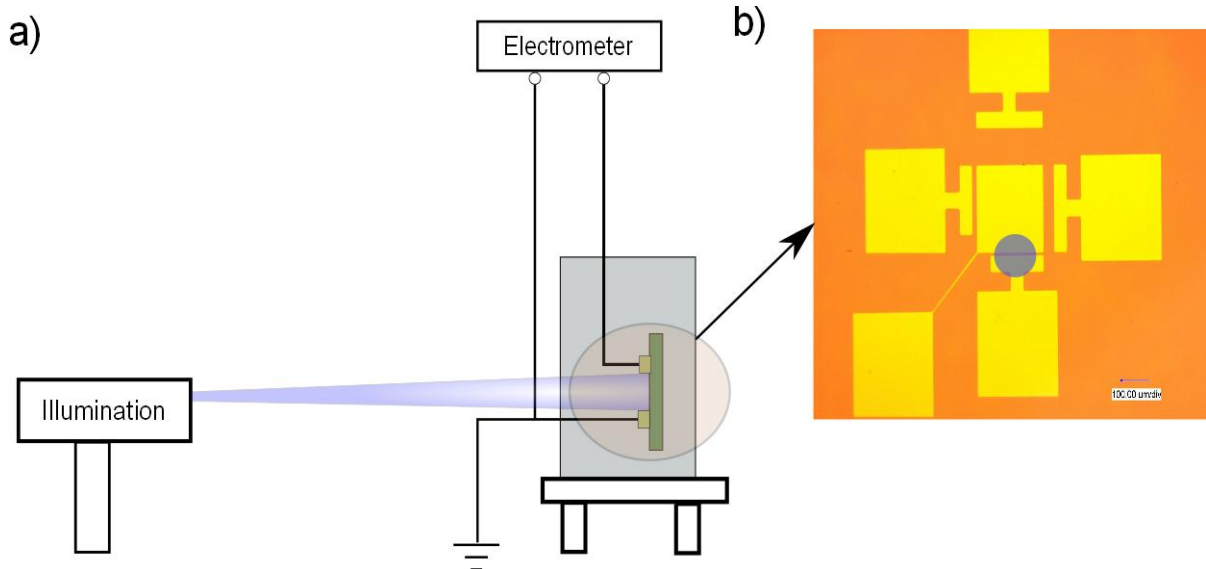 a)
Electrometer
b)
Illumination
100.00 um/div